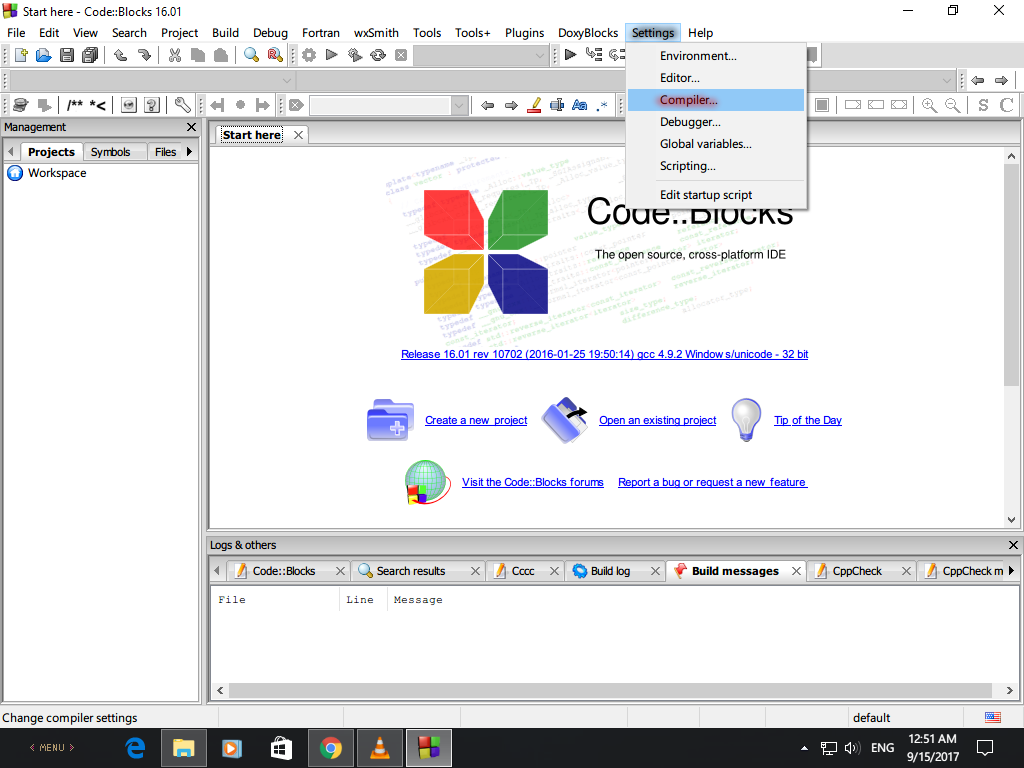 Start here - Code::Blocks 16.01
File Edit View Search Project Build Debug Fortran wxSmith Tools Tools+ Plugins DoxyBlocks Settings Help
Environment...
Editor...
Compiler...
Debugger...
Global variables...
Scripting...
Edit startup script
/** *<
Aa .*
S C
Management
Projects Symbols Files
Workspace
Start here
Code::Blocks
The open source, cross-platform IDE
Release 16.01 rev 10702 (2016-01-25 19:50:14) gcc 4.9.2 Windows/unicode - 32 bit
Create a new project Open an existing project Tip of the Day
Visit the Code::Blocks forums Report a bug or request a new feature
Logs & others
Code::Blocks Search results Cccc Build log Build messages CppCheck CppCheck m
File Line Message
Change compiler settings default
< MENU > ENG 12:51 AM
9/15/2017